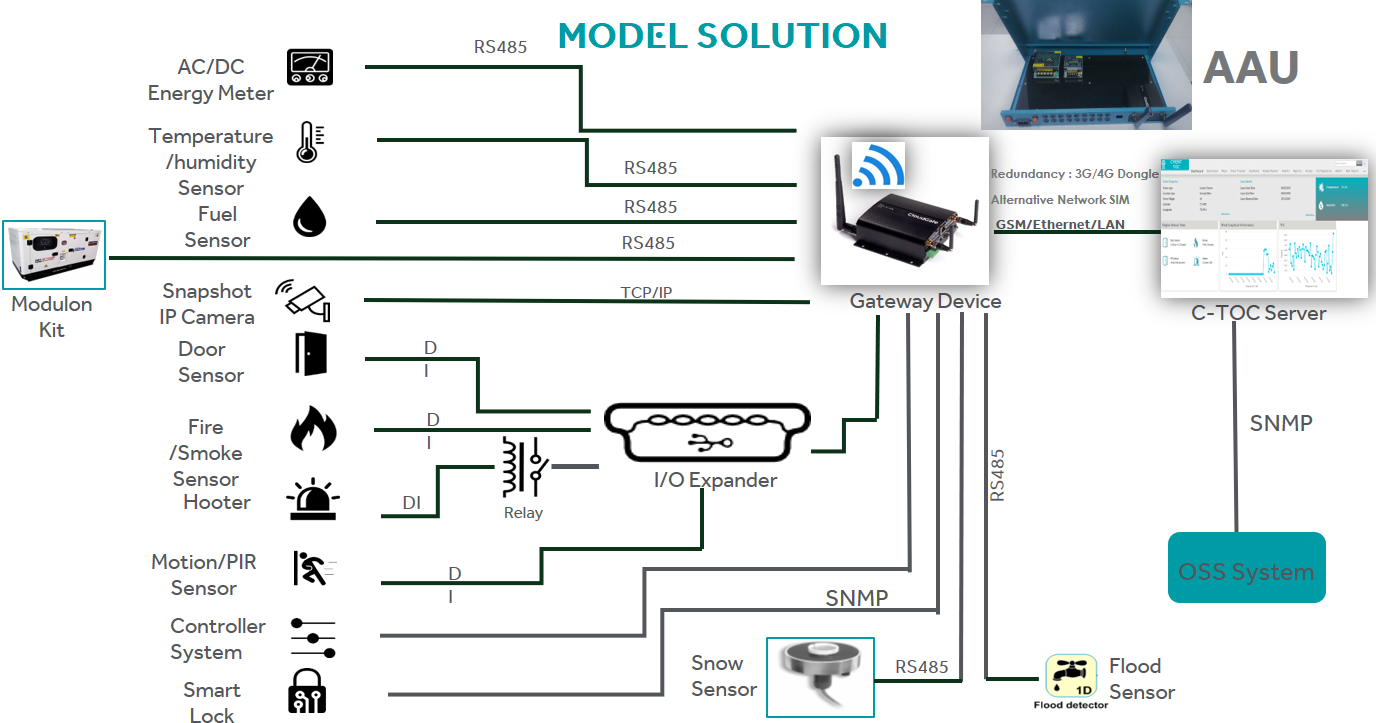 MODEL SOLUTION
AAU
RS485
AC/DC
Energy Meter
Temperature
/humidity
Sensor
RS485
Fuel
Sensor
RS485
RS485
Modulon
Kit
Snapshot
IP Camera
TCP/IP
Redundancy : 3G/4G Dongle
Alternative Network SIM
GSM/Ethernet/LAN
CloudGate
Gateway Device
C-TOC Server
Door
Sensor
D
I
Fire
/Smoke
Sensor
D
I
Hooter
DI
Relay
I/O Expander
RS485
SNMP
Motion/PIR
Sensor
D
I
OSS System
Controller
System
SNMP
Smart
Lock
Snow
Sensor
RS485
1D
Flood detector
Flood
Sensor